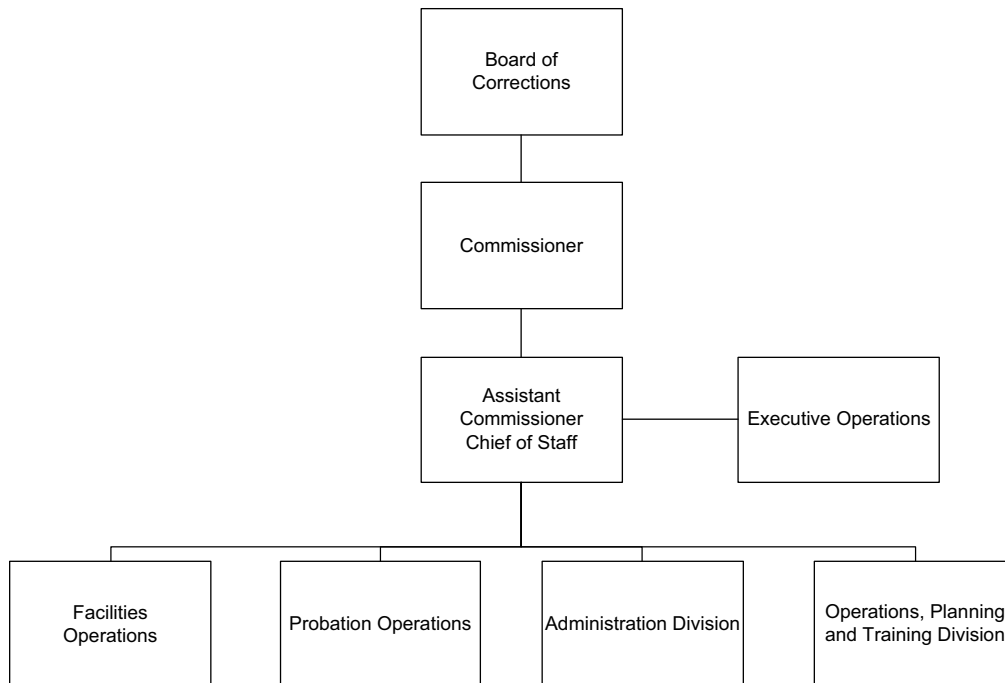 Board of
Corrections
Commissioner
Assistant
Commissioner
Chief of Staff
Executive Operations
Facilities
Operations
Probation Operations
Administration Division
Operations, Planning
and Training Division